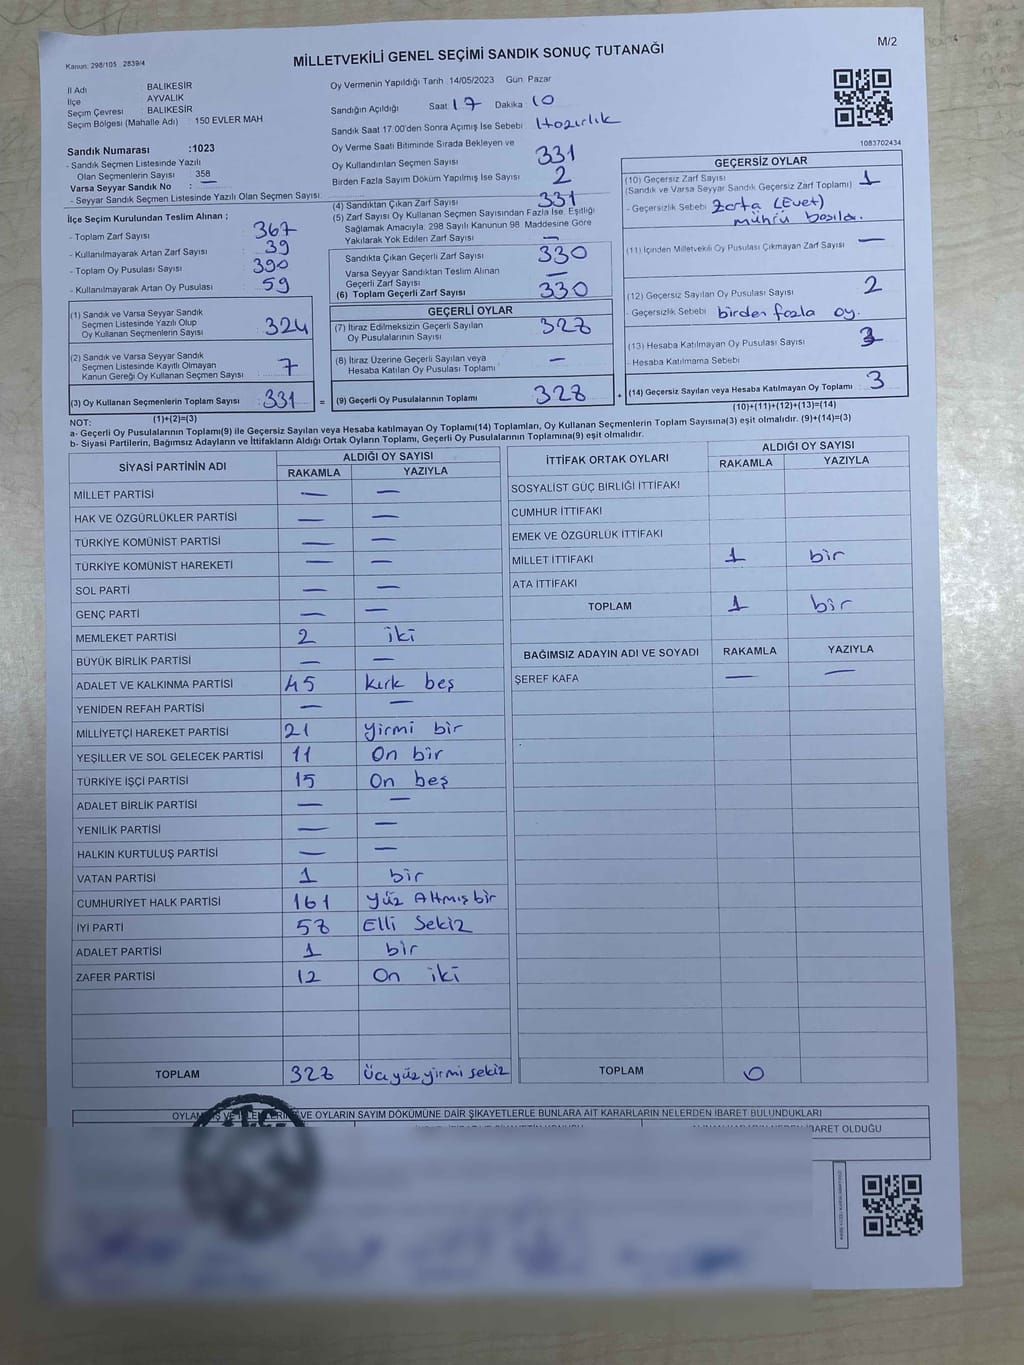 Kanun: 298/105 2839/4
MİLLETVEKİLİ GENEL SEÇİMİ SANDIK SONUÇ TUTANAĞI
M/2
İl Adı : BALIKESİR
İlçe : AYVALIK
Seçim Çevresi : BALIKESİR
Seçim Bölgesi (Mahalle Adı) : 150 EVLER MAH
Sandık Numarası :1023
- Sandık Seçmen Listesinde Yazılı
Olan Seçmenlerin Sayısı : 358
Varsa Seyyar Sandık No : —
- Seyyar Sandık Seçmen Listesinde Yazılı Olan Seçmen Sayısı:
Oy Vermenin Yapıldığı Tarih : 14/05/2023 Gün: Pazar
Sandığın Açıldığı Saat 17 Dakika 10
Sandık Saat 17.00'den Sonra Açımış İse Sebebi : Hazırlık
Oy Verme Saati Bitiminde Sırada Bekleyen ve
Oy Kullandırılan Seçmen Sayısı 331
Birden Fazla Sayım Döküm Yapılmış İse Sayısı 2
(4) Sandıktan Çıkan Zarf Sayısı 331
(5) Zarf Sayısı Oy Kullanan Seçmen Sayısından Fazla İse, Eşitliği
Sağlamak Amacıyla, 298 Sayılı Kanunun 98. Maddesine Göre
Yakılarak Yok Edilen Zarf Sayısı —
Sandıkta Çıkan Geçerli Zarf Sayısı 330
Varsa Seyyar Sandıktan Teslim Alınan
Geçerli Zarf Sayısı —
(6) Toplam Geçerli Zarf Sayısı 330
İlçe Seçim Kurulundan Teslim Alınan ;
- Toplam Zarf Sayısı 367
- Kullanılmayarak Artan Zarf Sayısı 39
- Toplam Oy Pusulası Sayısı 390
- Kullanılmayarak Artan Oy Pusulası 59
(1) Sandık ve Varsa Seyyar Sandık
Seçmen Listesinde Yazılı Olup
Oy Kullanan Seçmenlerin Sayısı 324
(2) Sandık ve Varsa Seyyar Sandık
Seçmen Listesinde Kayıtlı Olmayan
Kanun Gereği Oy Kullanan Seçmen Sayısı 7
(3) Oy Kullanan Seçmenlerin Toplam Sayısı 331 =
(1)+(2)=(3)
GEÇERLİ OYLAR
(7) İtiraz Edilmeksizin Geçerli Sayılan
Oy Pusulalarının Sayısı 328
(8) İtiraz Üzerine Geçerli Sayılan veya
Hesaba Katılan Oy Pusulası Toplamı —
(9) Geçerli Oy Pusulalarının Toplamı 328 +
1083702434
GEÇERSİZ OYLAR
(10) Geçersiz Zarf Sayısı
(Sandık ve Varsa Seyyar Sandık Geçersiz Zarf Toplamı) 1
- Geçersizlik Sebebi : Zarfa (Evet)
mührü basıla.
(11) İçinden Milletvekili Oy Pusulası Çıkmayan Zarf Sayısı —
(12) Geçersiz Sayılan Oy Pusulası Sayısı 2
- Geçersizlik Sebebi : birden fazla oy.
(13) Hesaba Katılmayan Oy Pusulası Sayısı
- Hesaba Katılmama Sebebi
(14) Geçersiz Sayılan veya Hesaba Katılmayan Oy Toplamı : 3
(10)+(11)+(12)+(13)=(14)
NOT:
a- Geçerli Oy Pusulalarının Toplamı(9) ile Geçersiz Sayılan veya Hesaba katılmayan Oy Toplamı(14) Toplamları, Oy Kullanan Seçmenlerin Toplam Sayısına(3) eşit olmalıdır. (9)+(14)=(3)
b- Siyasi Partilerin, Bağımsız Adayların ve İttifakların Aldığı Ortak Oyların Toplamı, Geçerli Oy Pusulalarının Toplamına(9) eşit olmalıdır.
SİYASİ PARTİNİN ADI ALDIĞI OY SAYISI
RAKAMLA YAZIYLA
MİLLET PARTİSİ — —
HAK VE ÖZGÜRLÜKLER PARTİSİ — —
TÜRKİYE KOMÜNİST PARTİSİ — —
TÜRKİYE KOMÜNİST HAREKETİ — —
SOL PARTİ — —
GENÇ PARTİ — —
MEMLEKET PARTİSİ 2 iki
BÜYÜK BİRLİK PARTİSİ — —
ADALET VE KALKINMA PARTİSİ 45 kırk beş
YENİDEN REFAH PARTİSİ — —
MİLLİYETÇİ HAREKET PARTİSİ 21 yirmi bir
YEŞİLLER VE SOL GELECEK PARTİSİ 11 On bir
TÜRKİYE İŞÇİ PARTİSİ 15 On beş
ADALET BİRLİK PARTİSİ — —
YENİLİK PARTİSİ — —
HALKIN KURTULUŞ PARTİSİ — —
VATAN PARTİSİ 1 bir
CUMHURİYET HALK PARTİSİ 161 yüz Altmış bir
İYİ PARTİ 58 Elli Sekiz
ADALET PARTİSİ 1 bir
ZAFER PARTİSİ 12 On iki
TOPLAM 328 Üç yüz yirmi sekiz
İTTİFAK ORTAK OYLARI ALDIĞI OY SAYISI
RAKAMLA YAZIYLA
SOSYALİST GÜÇ BİRLİĞİ İTTİFAKI
CUMHUR İTTİFAKI
EMEK VE ÖZGÜRLÜK İTTİFAKI
MİLLET İTTİFAKI 1 bir
ATA İTTİFAKI
TOPLAM 1 bir
BAĞIMSIZ ADAYIN ADI VE SOYADI RAKAMLA YAZIYLA
ŞEREF KAFA — —
TOPLAM 0
VE OYLARIN SAYIM DÖKÜMÜNE DAİR ŞİKAYETLERLE BUNLARA AİT KARARLARIN NELERDEN İBARET BULUNDUKLARI
İBARET OLDUĞU
T.C.